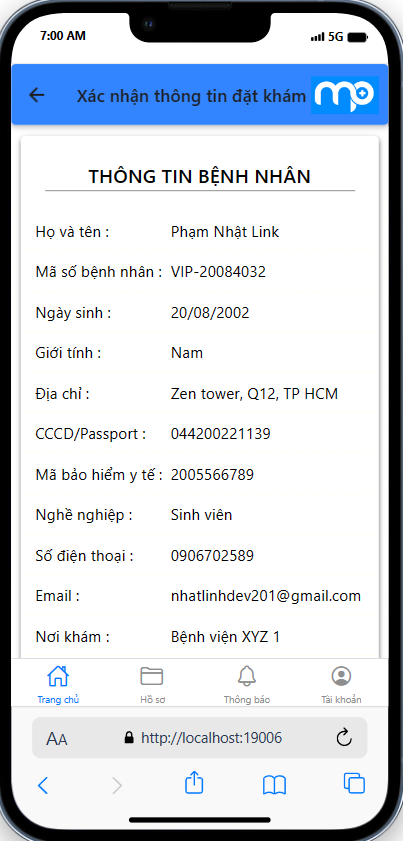 7:00 AM 5G
Xác nhận thông tin đặt khám mp
THÔNG TIN BỆNH NHÂN
Họ và tên : Phạm Nhật Link
Mã số bệnh nhân : VIP-20084032
Ngày sinh : 20/08/2002
Giới tính : Nam
Địa chỉ : Zen tower, Q12, TP HCM
CCCD/Passport : 044200221139
Mã bảo hiểm y tế : 2005566789
Nghề nghiệp : Sinh viên
Số điện thoại : 0906702589
Email : nhatlinhdev201@gmail.com
Nơi khám : Bệnh viện XYZ 1
Trang chủ Hồ sơ Thông báo Tài khoản
AA http://localhost:19006